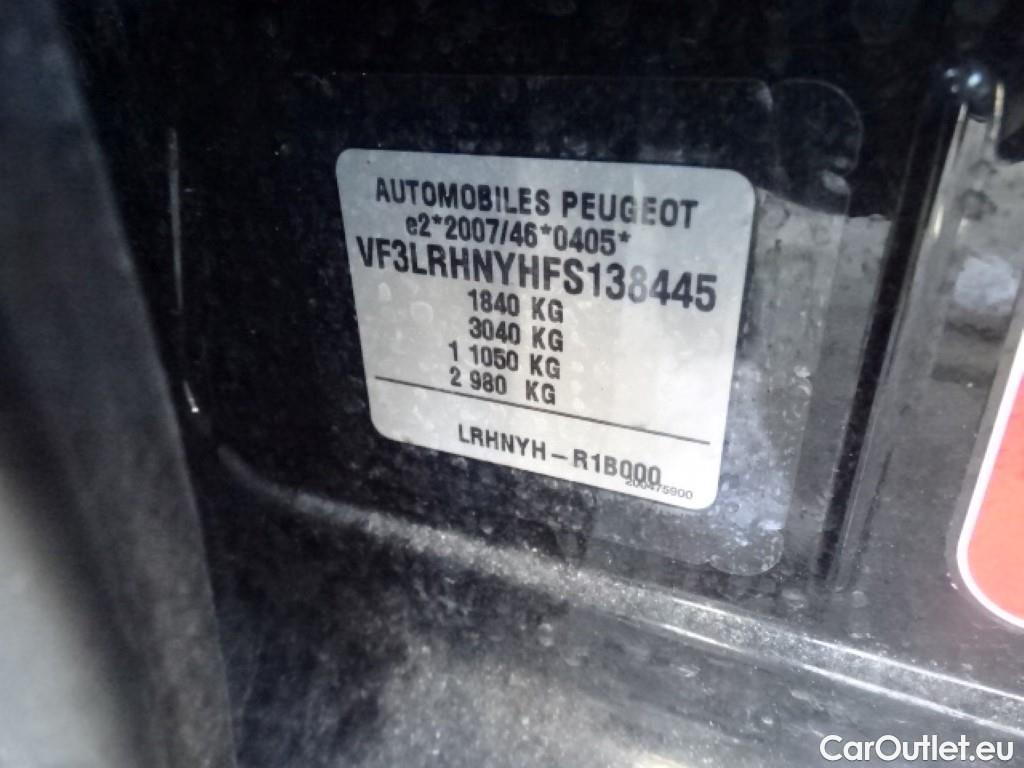 AUTOMOBILES PEUGEOT
e2*2007/46*0405*
VF3LRHNYHFS138445
1840 KG
3040 KG
1 1050 KG
2 980 KG
LRHNYH-R1B000
200475900
CarOutlet.eu